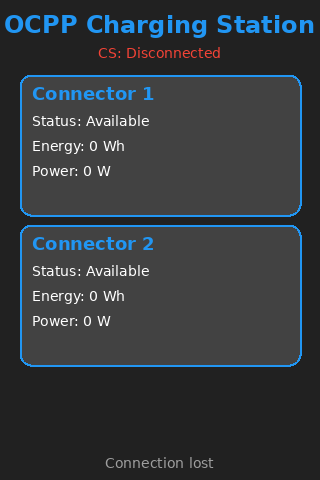 OCPP Charging Station
CS: Disconnected
Connector 1
Status: Available
Energy: 0 Wh
Power: 0 W
Connector 2
Status: Available
Energy: 0 Wh
Power: 0 W
Connection lost